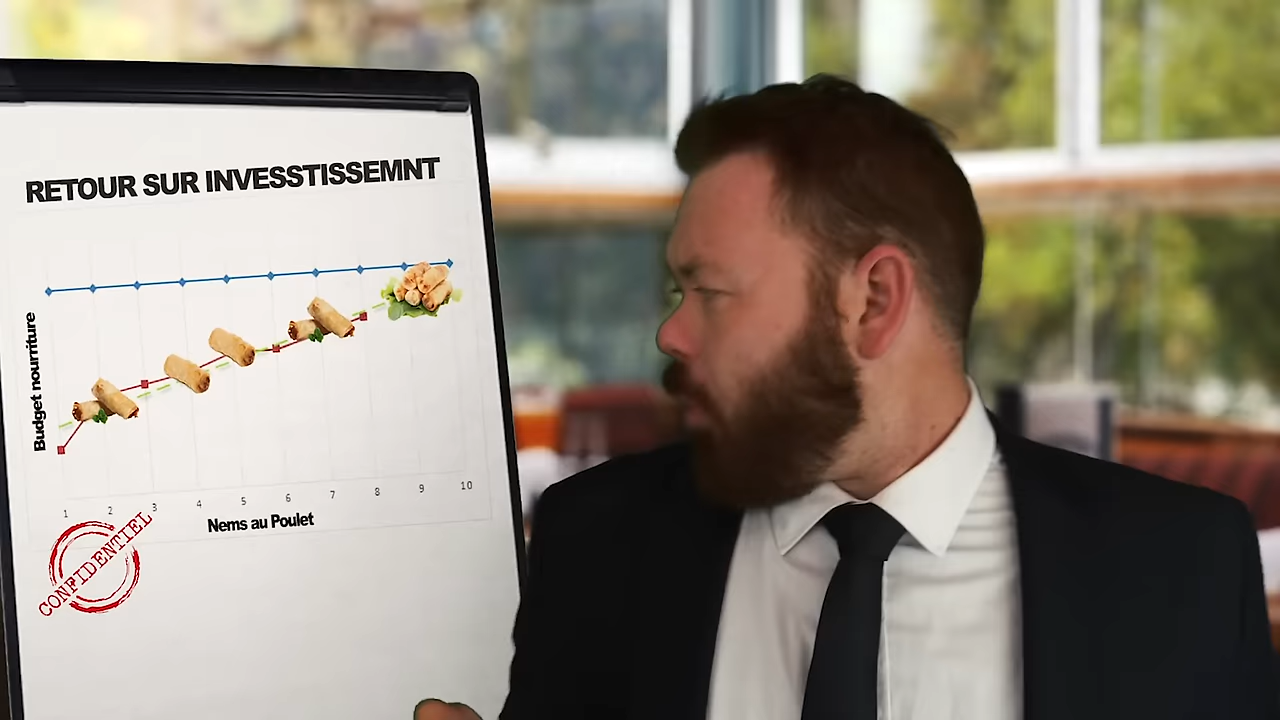 RETOUR SUR INVESSTISSEMNT
Budget nourriture
1 2 3 4 5 6 7 8 9 10
Nems au Poulet
CONFIDENTIEL